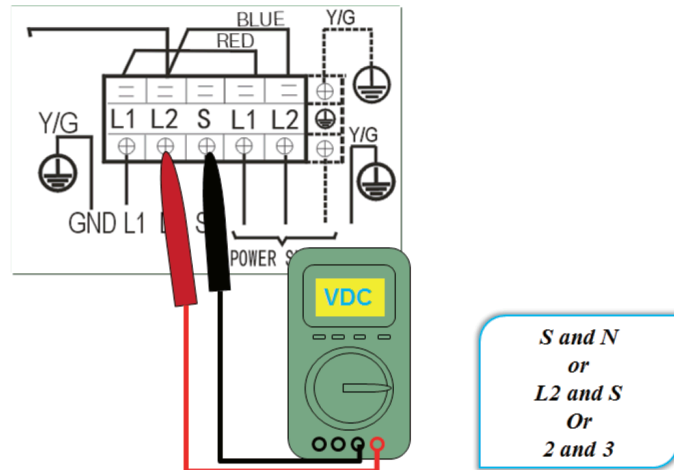 BLUE
Y/G
RED
L1 L2 S L1 L2
Y/G
Y/G
GND L1
S
POWER S
VDC
S and N
or
L2 and S
Or
2 and 3